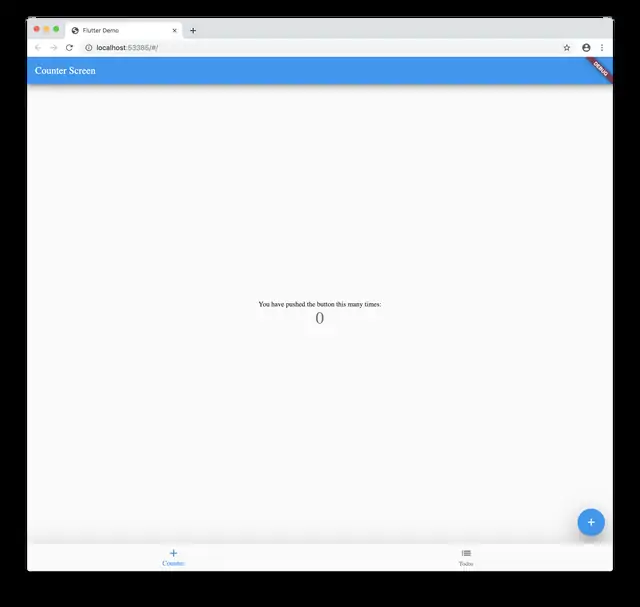 Flutter Demo
localhost:53385/#/
Counter Screen
DEBUG
You have pushed the button this many times:
0
Counter
Todos